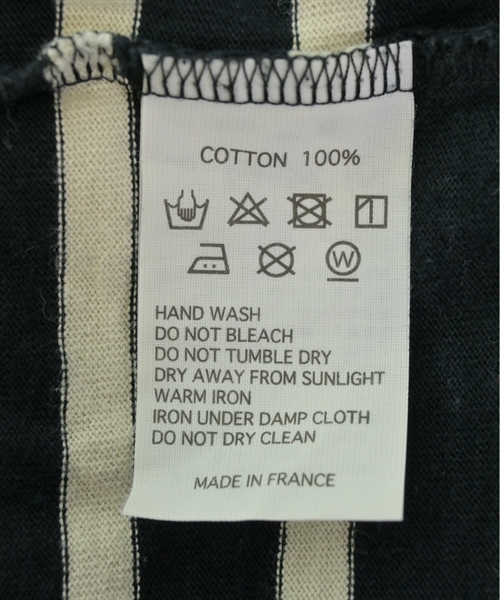 COTTON 100%
W
HAND WASH
DO NOT BLEACH
DO NOT TUMBLE DRY
DRY AWAY FROM SUNLIGHT
WARM IRON
IRON UNDER DAMP CLOTH
DO NOT DRY CLEAN
MADE IN FRANCE